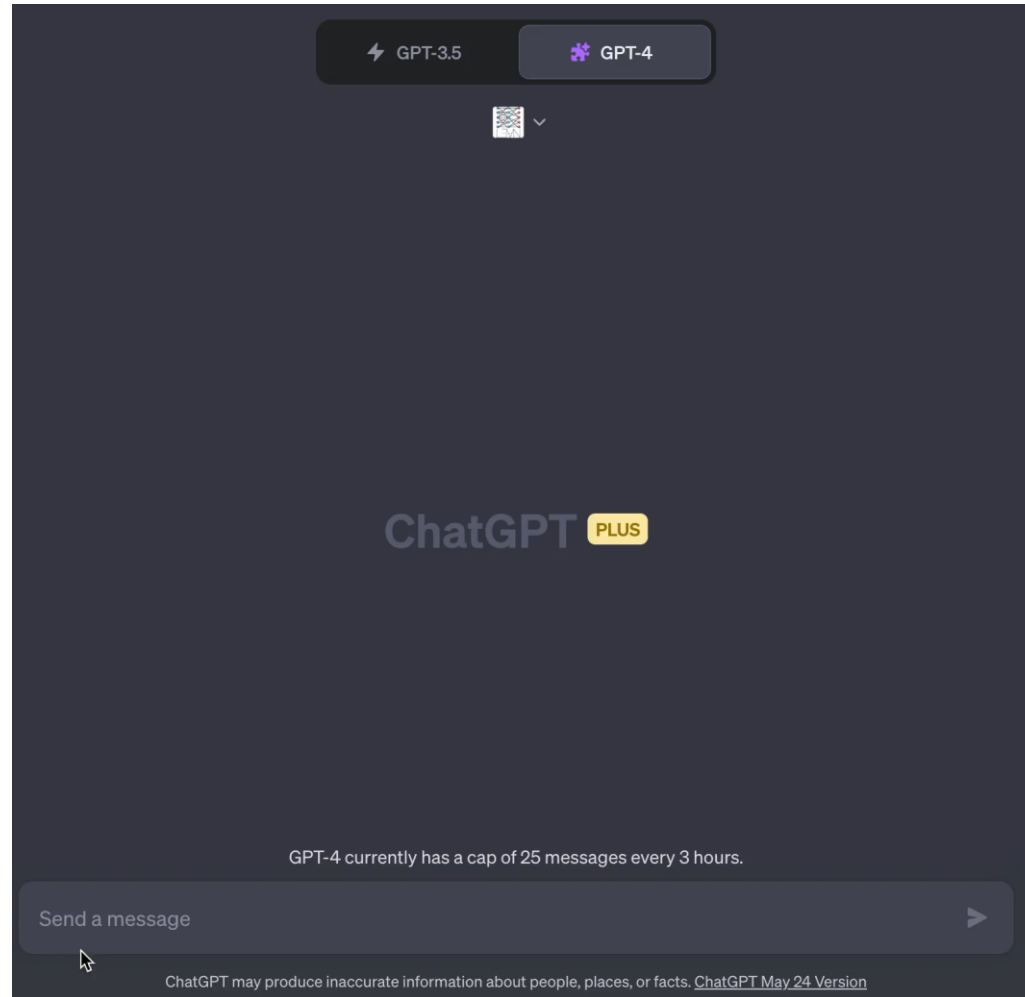 GPT-3.5 GPT-4
ChatGPT PLUS
GPT-4 currently has a cap of 25 messages every 3 hours.
Send a message
ChatGPT may produce inaccurate information about people, places, or facts. ChatGPT May 24 Version